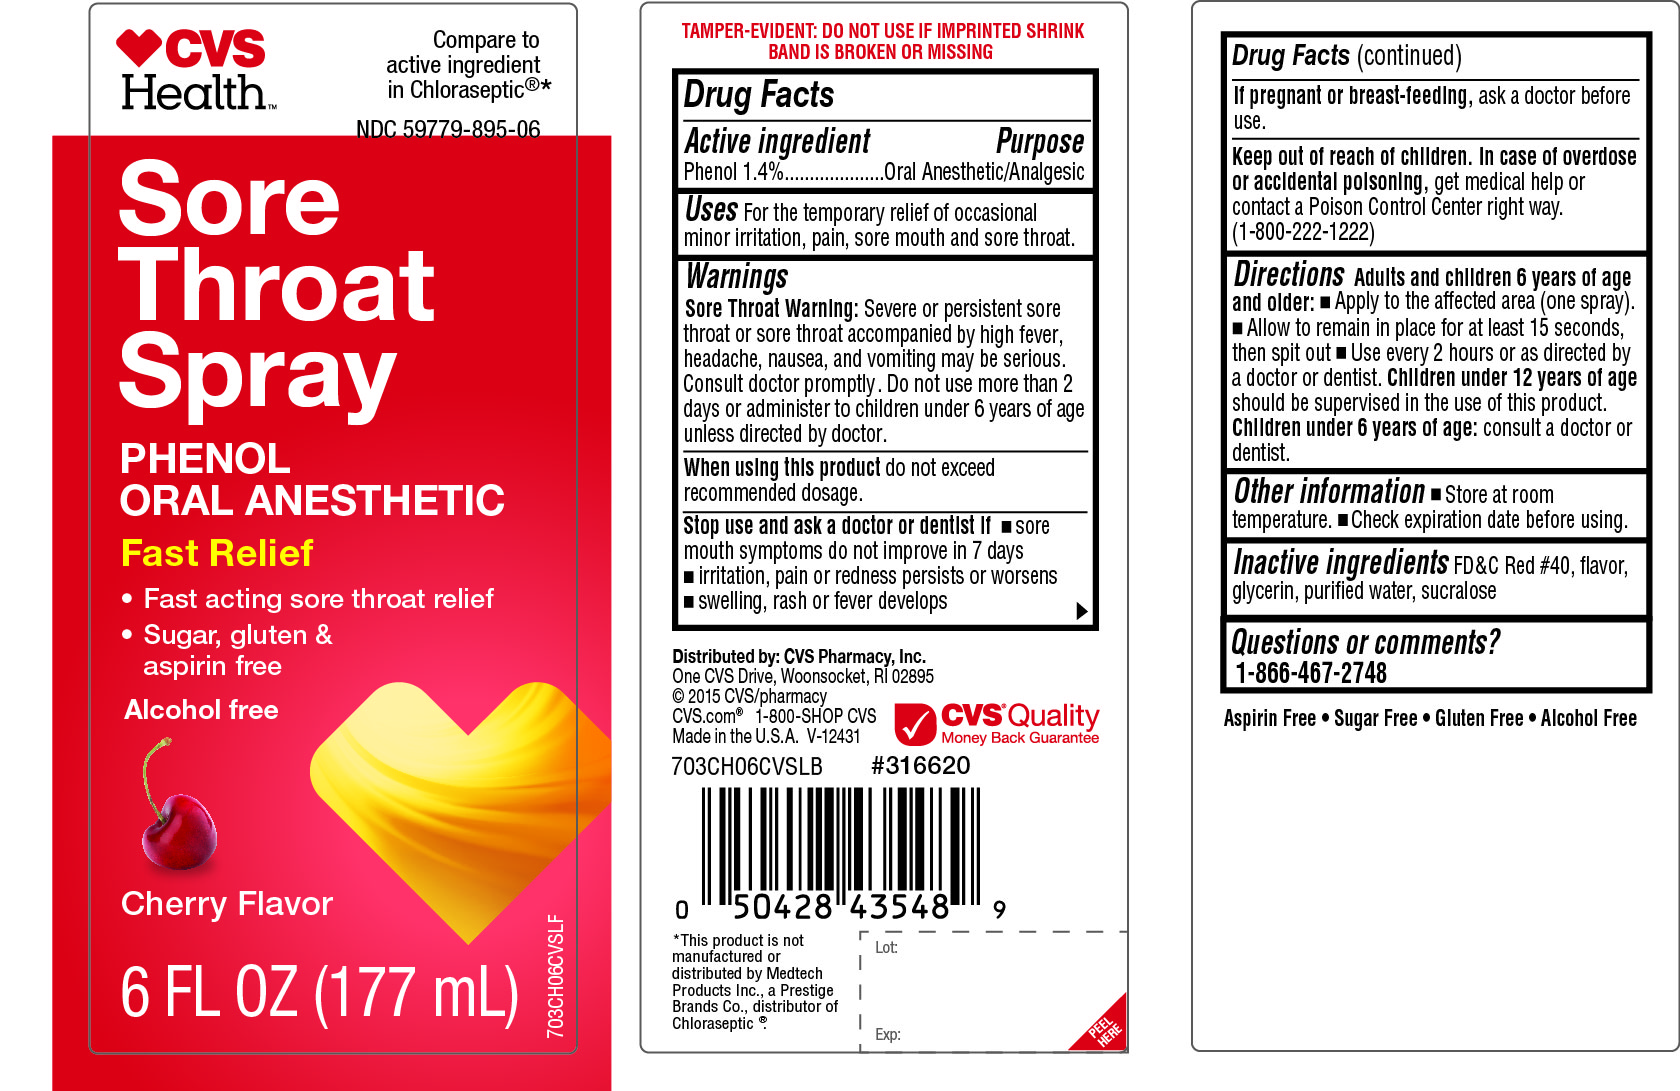 CVS
Health™
Compare to
active ingredient
in Chloraseptic®*
NDC 59779-895-06
Sore
Throat
Spray
PHENOL
ORAL ANESTHETIC
Fast Relief
• Fast acting sore throat relief
• Sugar, gluten &
aspirin free
Alcohol free
Cherry Flavor
6 FL OZ (177 mL)
703CH06CVSLF
TAMPER-EVIDENT: DO NOT USE IF IMPRINTED SHRINK
BAND IS BROKEN OR MISSING
Drug Facts
Active ingredient Purpose
Phenol 1.4%....................Oral Anesthetic/Analgesic
Uses For the temporary relief of occasional
minor irritation, pain, sore mouth and sore throat.
Warnings
Sore Throat Warning: Severe or persistent sore
throat or sore throat accompanied by high fever,
headache, nausea, and vomiting may be serious.
Consult doctor promptly. Do not use more than 2
days or administer to children under 6 years of age
unless directed by doctor.
When using this product do not exceed
recommended dosage.
Stop use and ask a doctor or dentist if ■ sore
mouth symptoms do not improve in 7 days
■ irritation, pain or redness persists or worsens
■ swelling, rash or fever develops
Distributed by: CVS Pharmacy, Inc.
One CVS Drive, Woonsocket, RI 02895
© 2015 CVS/pharmacy
CVS.com® 1-800-SHOP CVS
Made in the U.S.A. V-12431
CVS® Quality
Money Back Guarantee
703CH06CVSLB #316620
0 50428 43548 9
*This product is not
manufactured or
distributed by Medtech
Products Inc., a Prestige
Brands Co., distributor of
Chloraseptic ®.
Lot:
Exp:
PEEL
HERE
Drug Facts (continued)
If pregnant or breast-feeding, ask a doctor before
use.
Keep out of reach of children. In case of overdose
or accidental poisoning, get medical help or
contact a Poison Control Center right way.
(1-800-222-1222)
Directions Adults and children 6 years of age
and older: ■ Apply to the affected area (one spray).
■ Allow to remain in place for at least 15 seconds,
then spit out ■ Use every 2 hours or as directed by
a doctor or dentist. Children under 12 years of age
should be supervised in the use of this product.
Children under 6 years of age: consult a doctor or
dentist.
Other information ■ Store at room
temperature. ■ Check expiration date before using.
Inactive ingredients FD&C Red #40, flavor,
glycerin, purified water, sucralose
Questions or comments?
1-866-467-2748
Aspirin Free • Sugar Free • Gluten Free • Alcohol Free